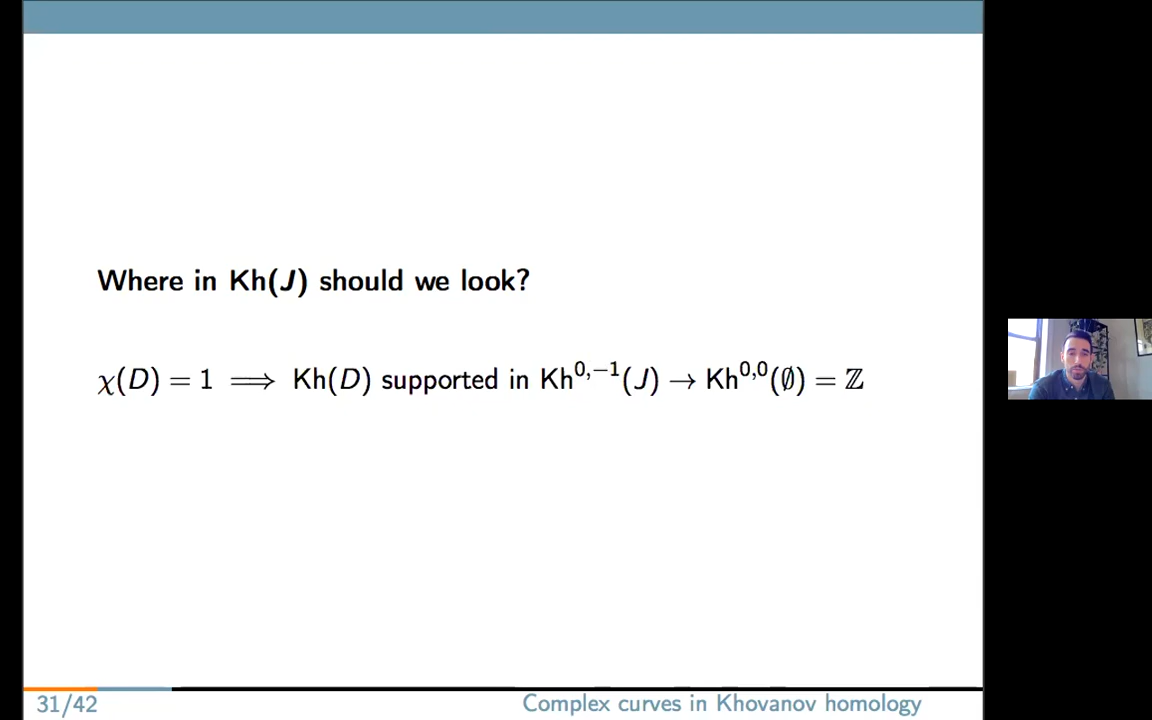 Where in Kh(J) should we look?
χ(D) = 1 ⟹ Kh(D) supported in Kh^{0,−1}(J) → Kh^{0,0}(∅) = ℤ
31/42
Complex curves in Khovanov homology